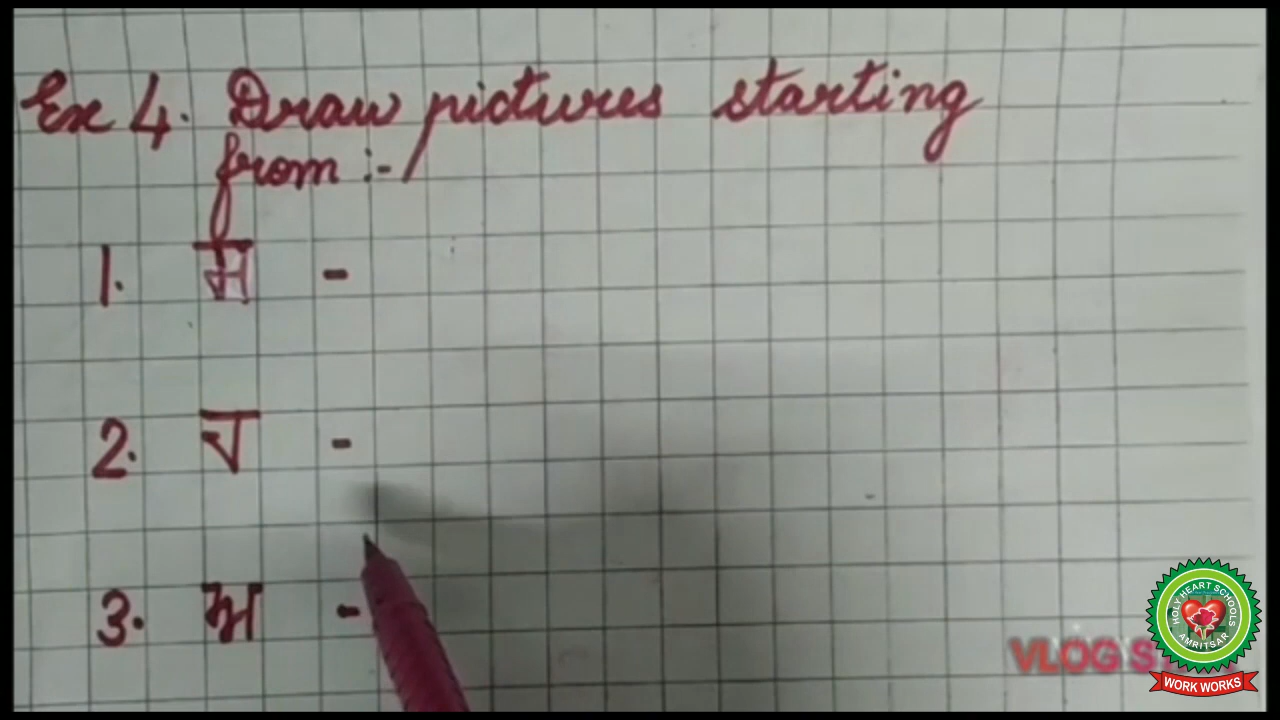 Ex 4. Draw pictures starting
from :-
1. ਸ -
2. ਰ -
3. ਅ -
HOLY HEART SCHOOLS
AMRITSAR
VLOG S
WORK WORKS